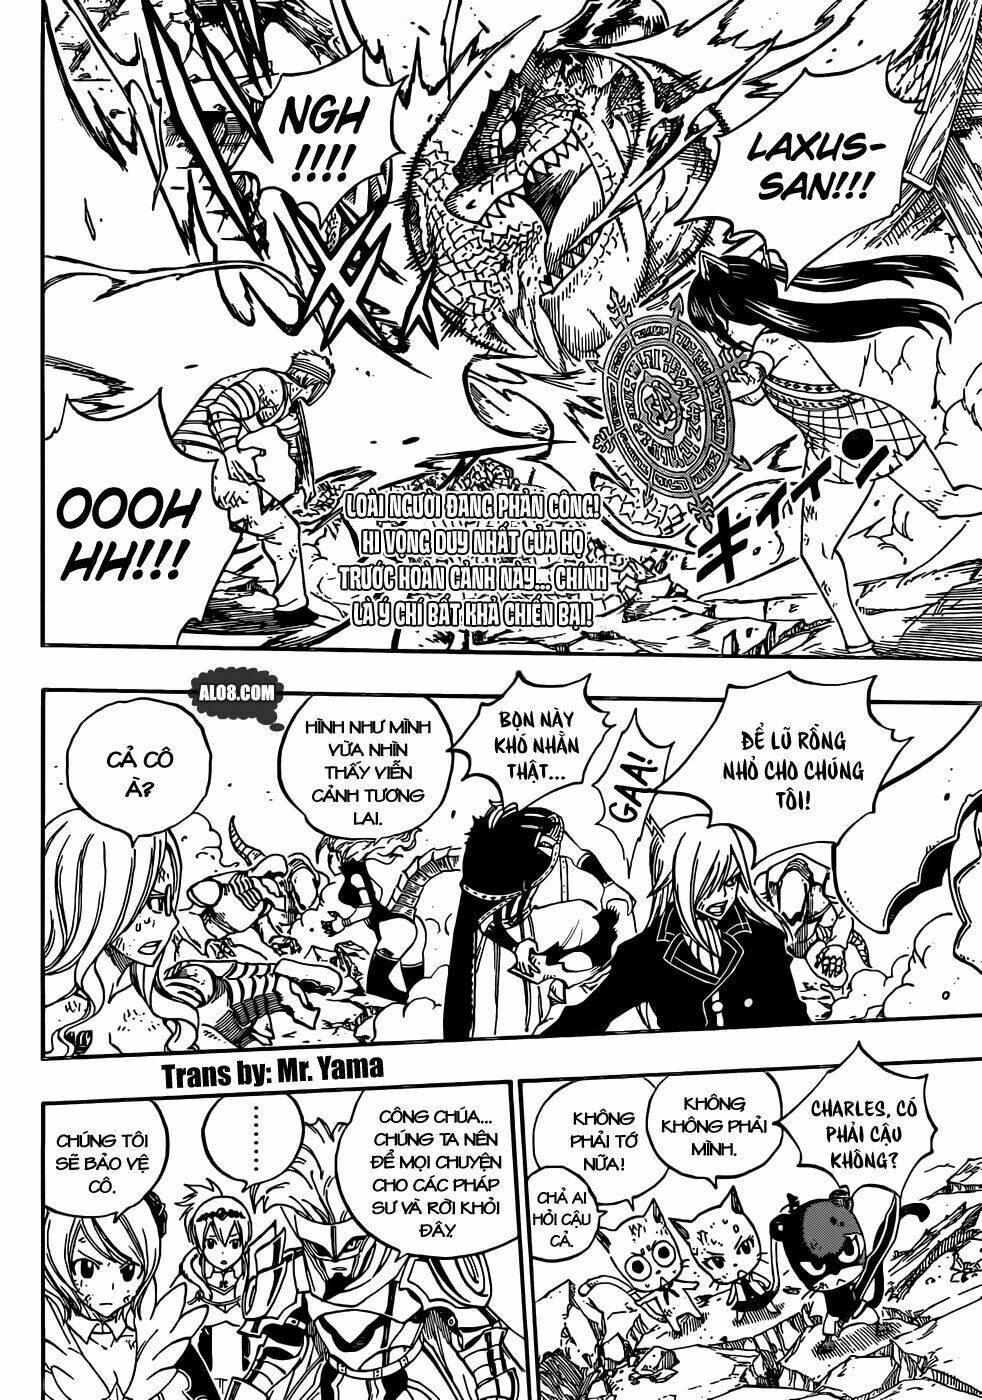 LAXUS-
SAN!!!
NGH
!!!!
OOOH
HH!!!
ギィイイン
LOÀI NGƯỜI ĐANG PHẢN CÔNG!
HI VỌNG DUY NHẤT CỦA HỌ
TRƯỚC HOÀN CẢNH NÀY... CHÍNH
LÀ Ý CHÍ BẤT KHẢ CHIẾN BẠI!
ALO8.COM
ĐỂ LŨ RỒNG
NHỎ CHO CHÚNG
TÔI!
GAA!
BỌN NÀY
KHÓ NHẰN
THẬT...
HÌNH NHƯ MÌNH
VỪA NHÌN
THẤY VIỄN
CẢNH TƯƠNG
LAI.
CẢ CÔ
À?
Trans by: Mr. Yama
CHARLES, CÓ
PHẢI CẬU
KHÔNG?
KHÔNG,
KHÔNG PHẢI
MÌNH.
KHÔNG
PHẢI TỚ
NỮA!
CHẢ AI
HỎI CẬU
CẢ.
CÔNG CHÚA...
CHÚNG TA NÊN
ĐỂ MỌI CHUYỆN
CHO CÁC PHÁP
SƯ VÀ RỜI KHỎI
ĐÂY.
......
CHÚNG TÔI
SẼ BẢO VỆ
CÔ.